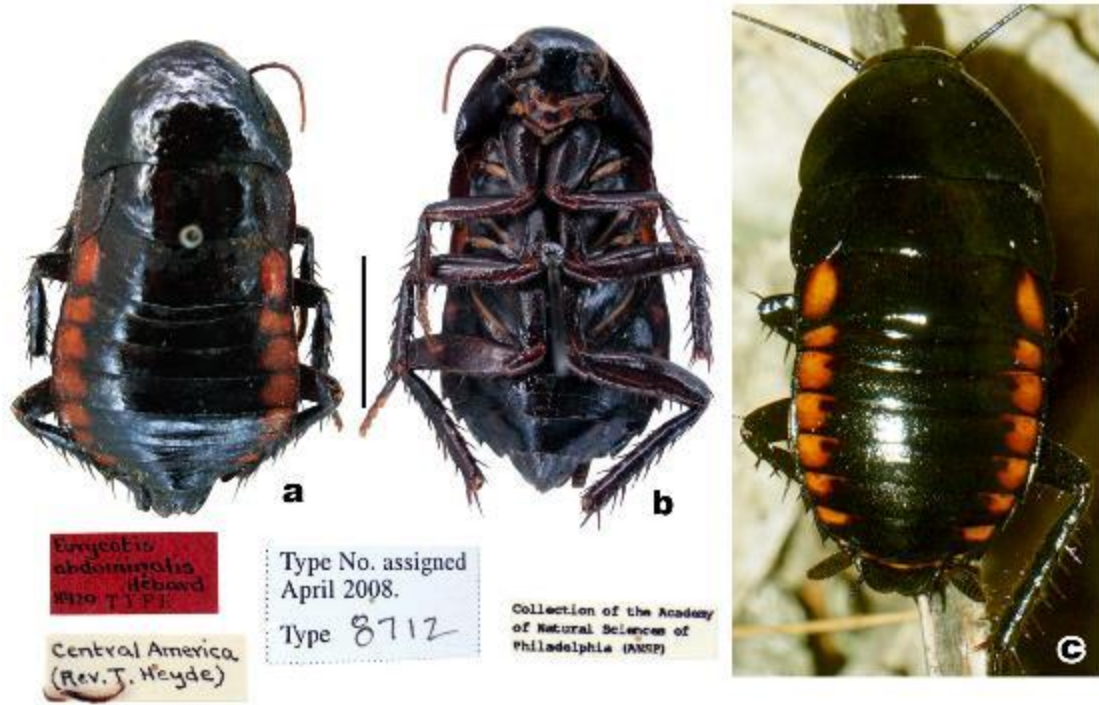 a
b
c
Eurycotis
abdominalis
Hebard
TYPE
Central America
(Rev. T. Heyde)
Type No. assigned
April 2008.
Type 8712
Collection of the Academy
of Natural Sciences of
Philadelphia (ANSP)